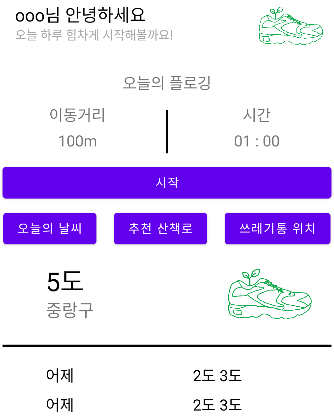 ooo님 안녕하세요
오늘 하루 힘차게 시작해볼까요!
오늘의 플로깅
이동거리 시간
100m 01 : 00
시작
오늘의 날씨 추천 산책로 쓰레기통 위치
5도
중랑구
어제 2도 3도
어제 2도 3도